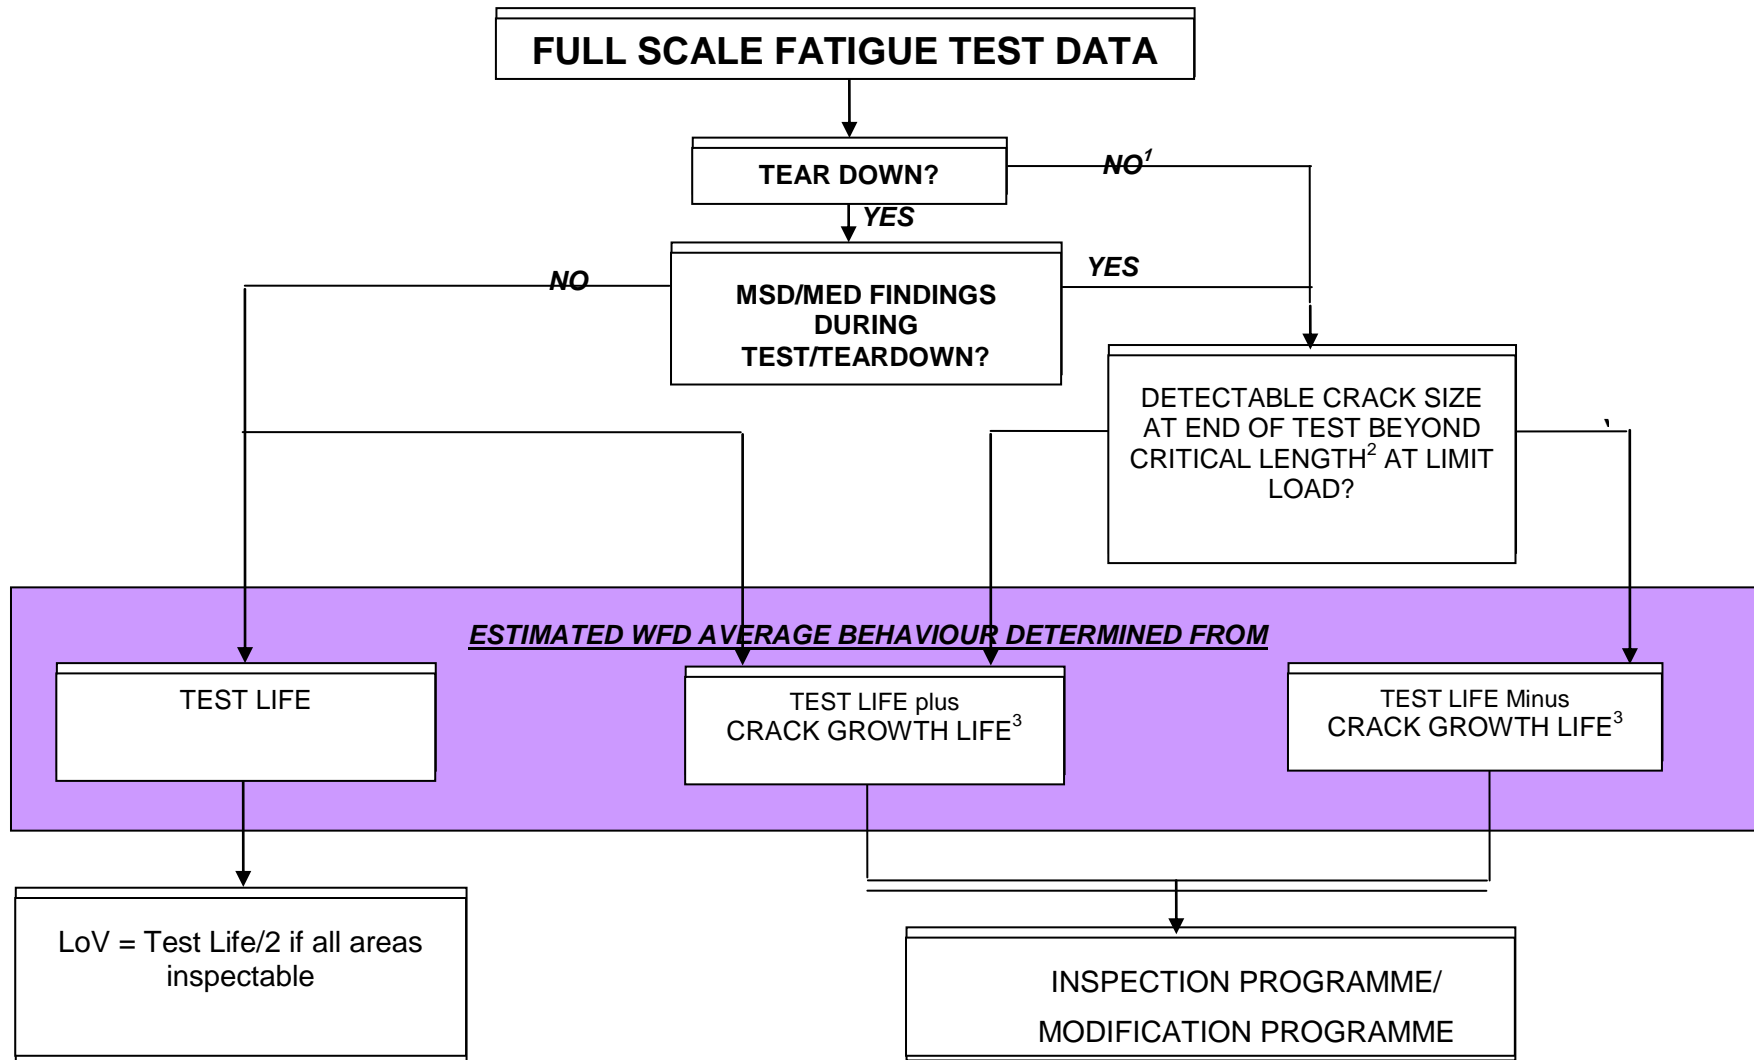 FULL SCALE FATIGUE TEST DATA
TEAR DOWN?
NO¹
YES
NO
YES
MSD/MED FINDINGS
DURING
TEST/TEARDOWN?
DETECTABLE CRACK SIZE
AT END OF TEST BEYOND
CRITICAL LENGTH² AT LIMIT
LOAD?
ESTIMATED WFD AVERAGE BEHAVIOUR DETERMINED FROM
TEST LIFE
TEST LIFE plus
CRACK GROWTH LIFE³
TEST LIFE Minus
CRACK GROWTH LIFE³
LoV = Test Life/2 if all areas
inspectable
INSPECTION PROGRAMME/
MODIFICATION PROGRAMME